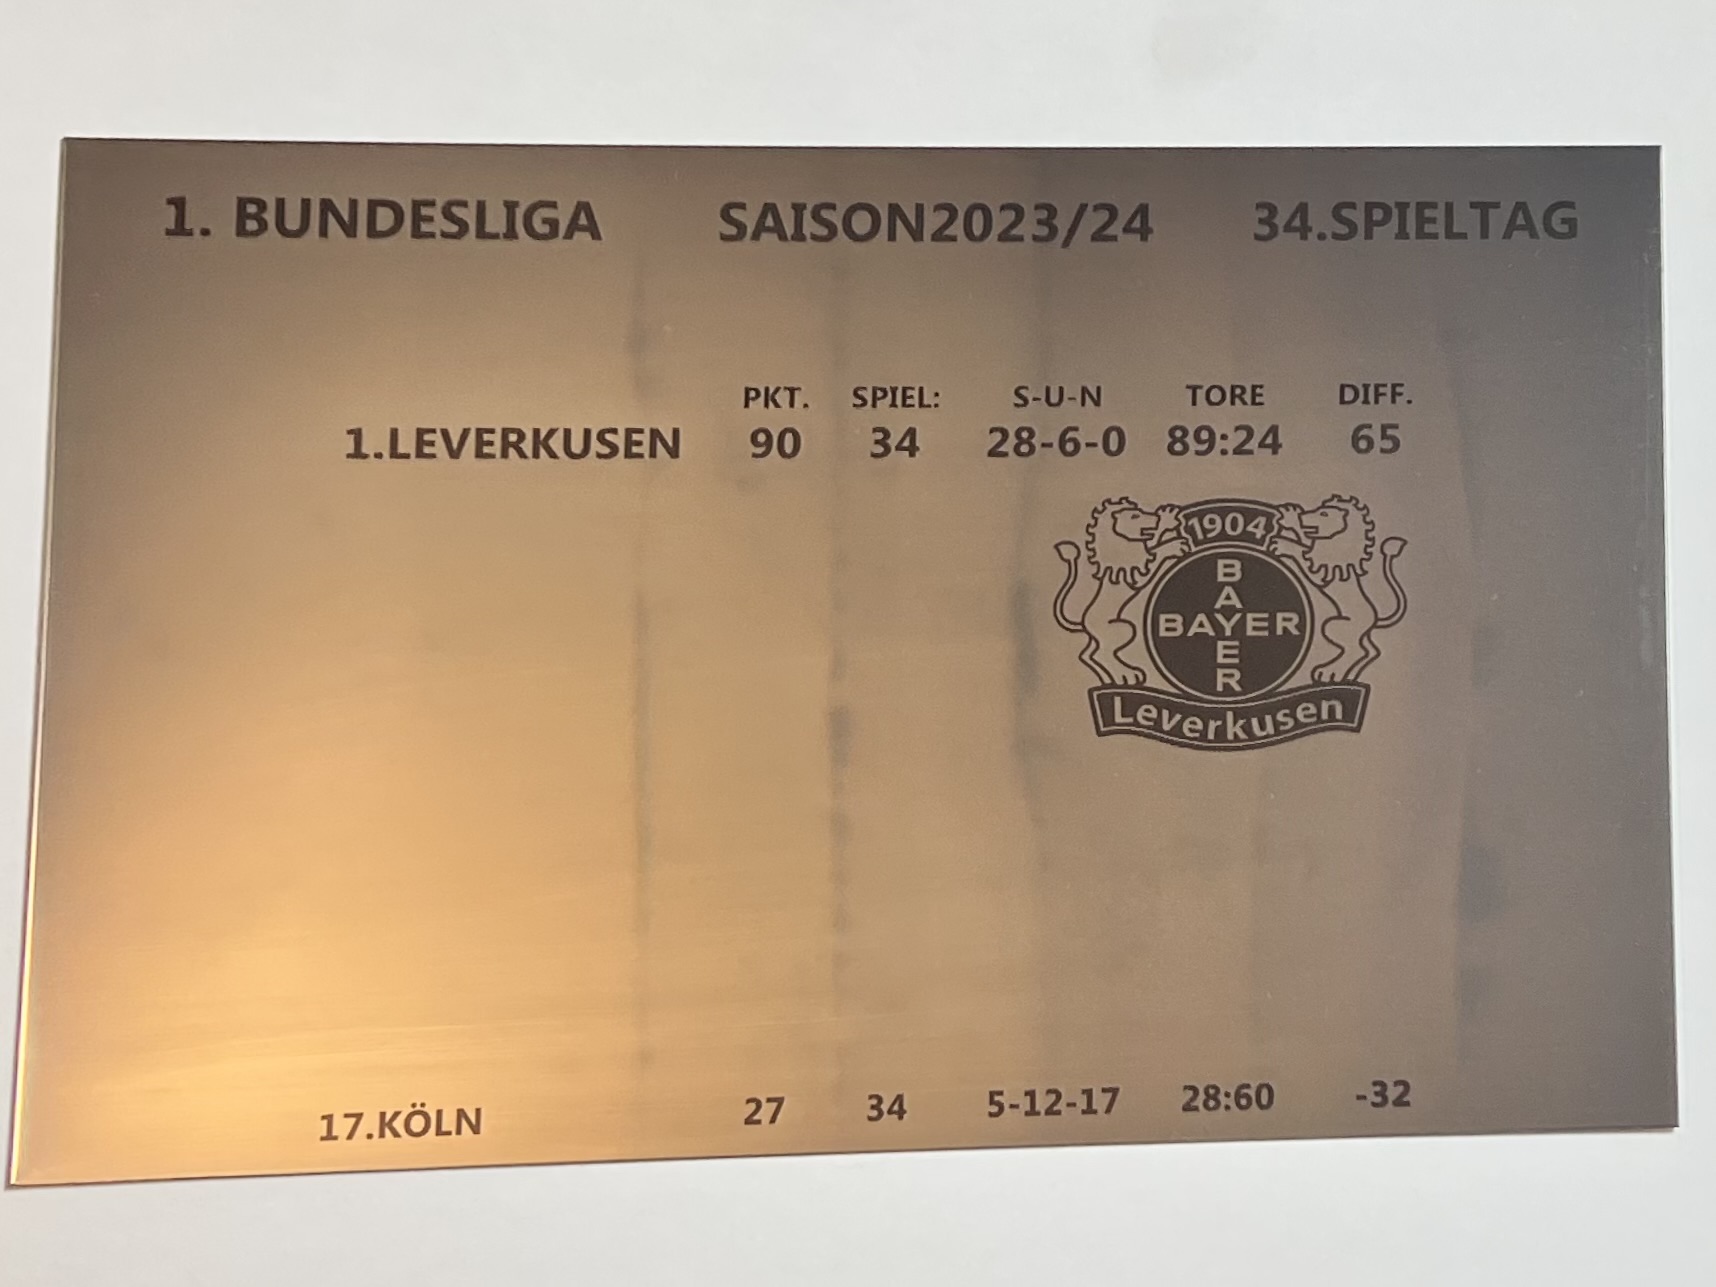 1. BUNDESLIGA SAISON2023/24 34.SPIELTAG
PKT. SPIEL: S-U-N TORE DIFF.
1.LEVERKUSEN 90 34 28-6-0 89:24 65
1904
BAYER
BAYER
Leverkusen
17.KÖLN 27 34 5-12-17 28:60 -32